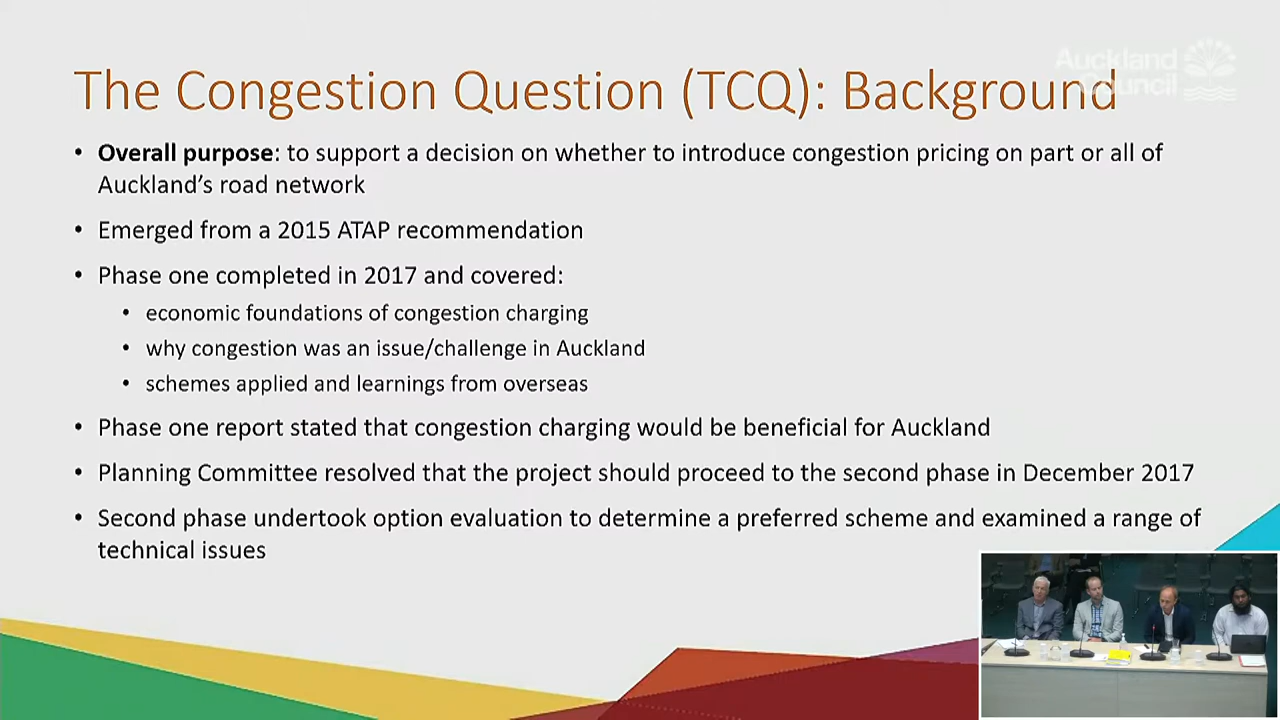 Auckland
Council
The Congestion Question (TCQ): Background
• Overall purpose: to support a decision on whether to introduce congestion pricing on part or all of
Auckland's road network
• Emerged from a 2015 ATAP recommendation
• Phase one completed in 2017 and covered:
• economic foundations of congestion charging
• why congestion was an issue/challenge in Auckland
• schemes applied and learnings from overseas
• Phase one report stated that congestion charging would be beneficial for Auckland
• Planning Committee resolved that the project should proceed to the second phase in December 2017
• Second phase undertook option evaluation to determine a preferred scheme and examined a range of
technical issues